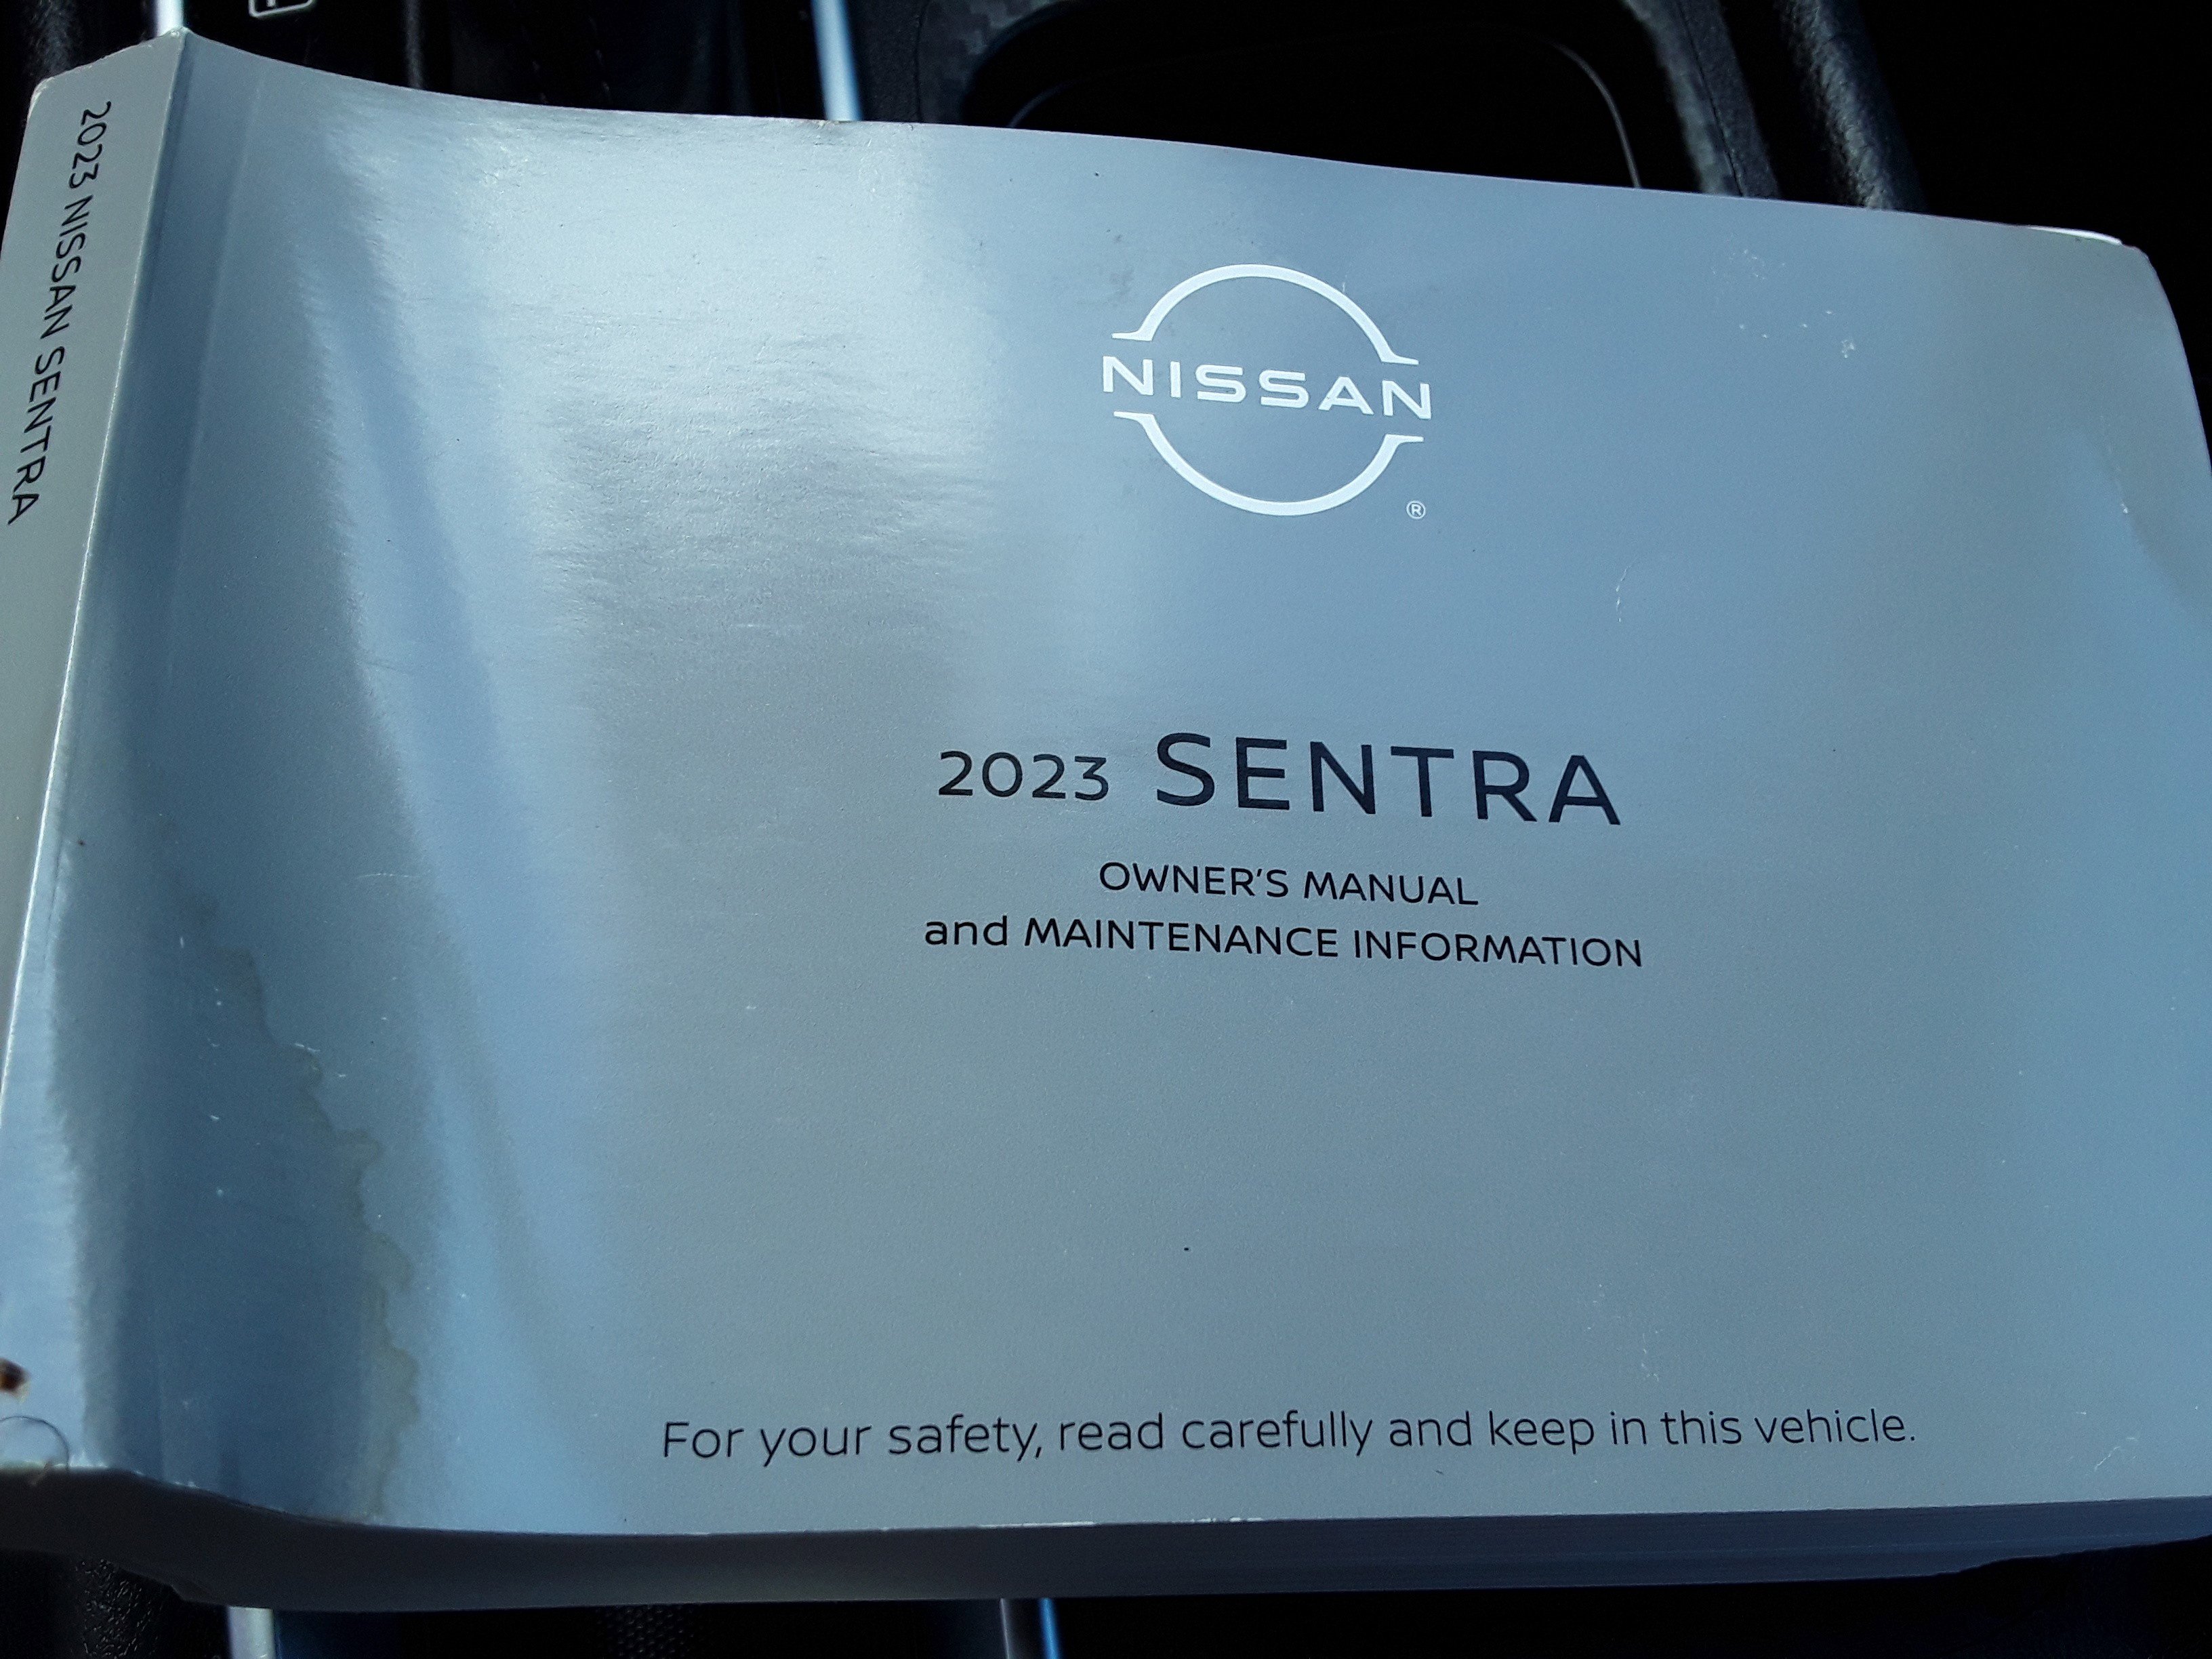 2023 NISSAN SENTRA
NISSAN
®
2023 SENTRA
OWNER'S MANUAL
and MAINTENANCE INFORMATION
For your safety, read carefully and keep in this vehicle.